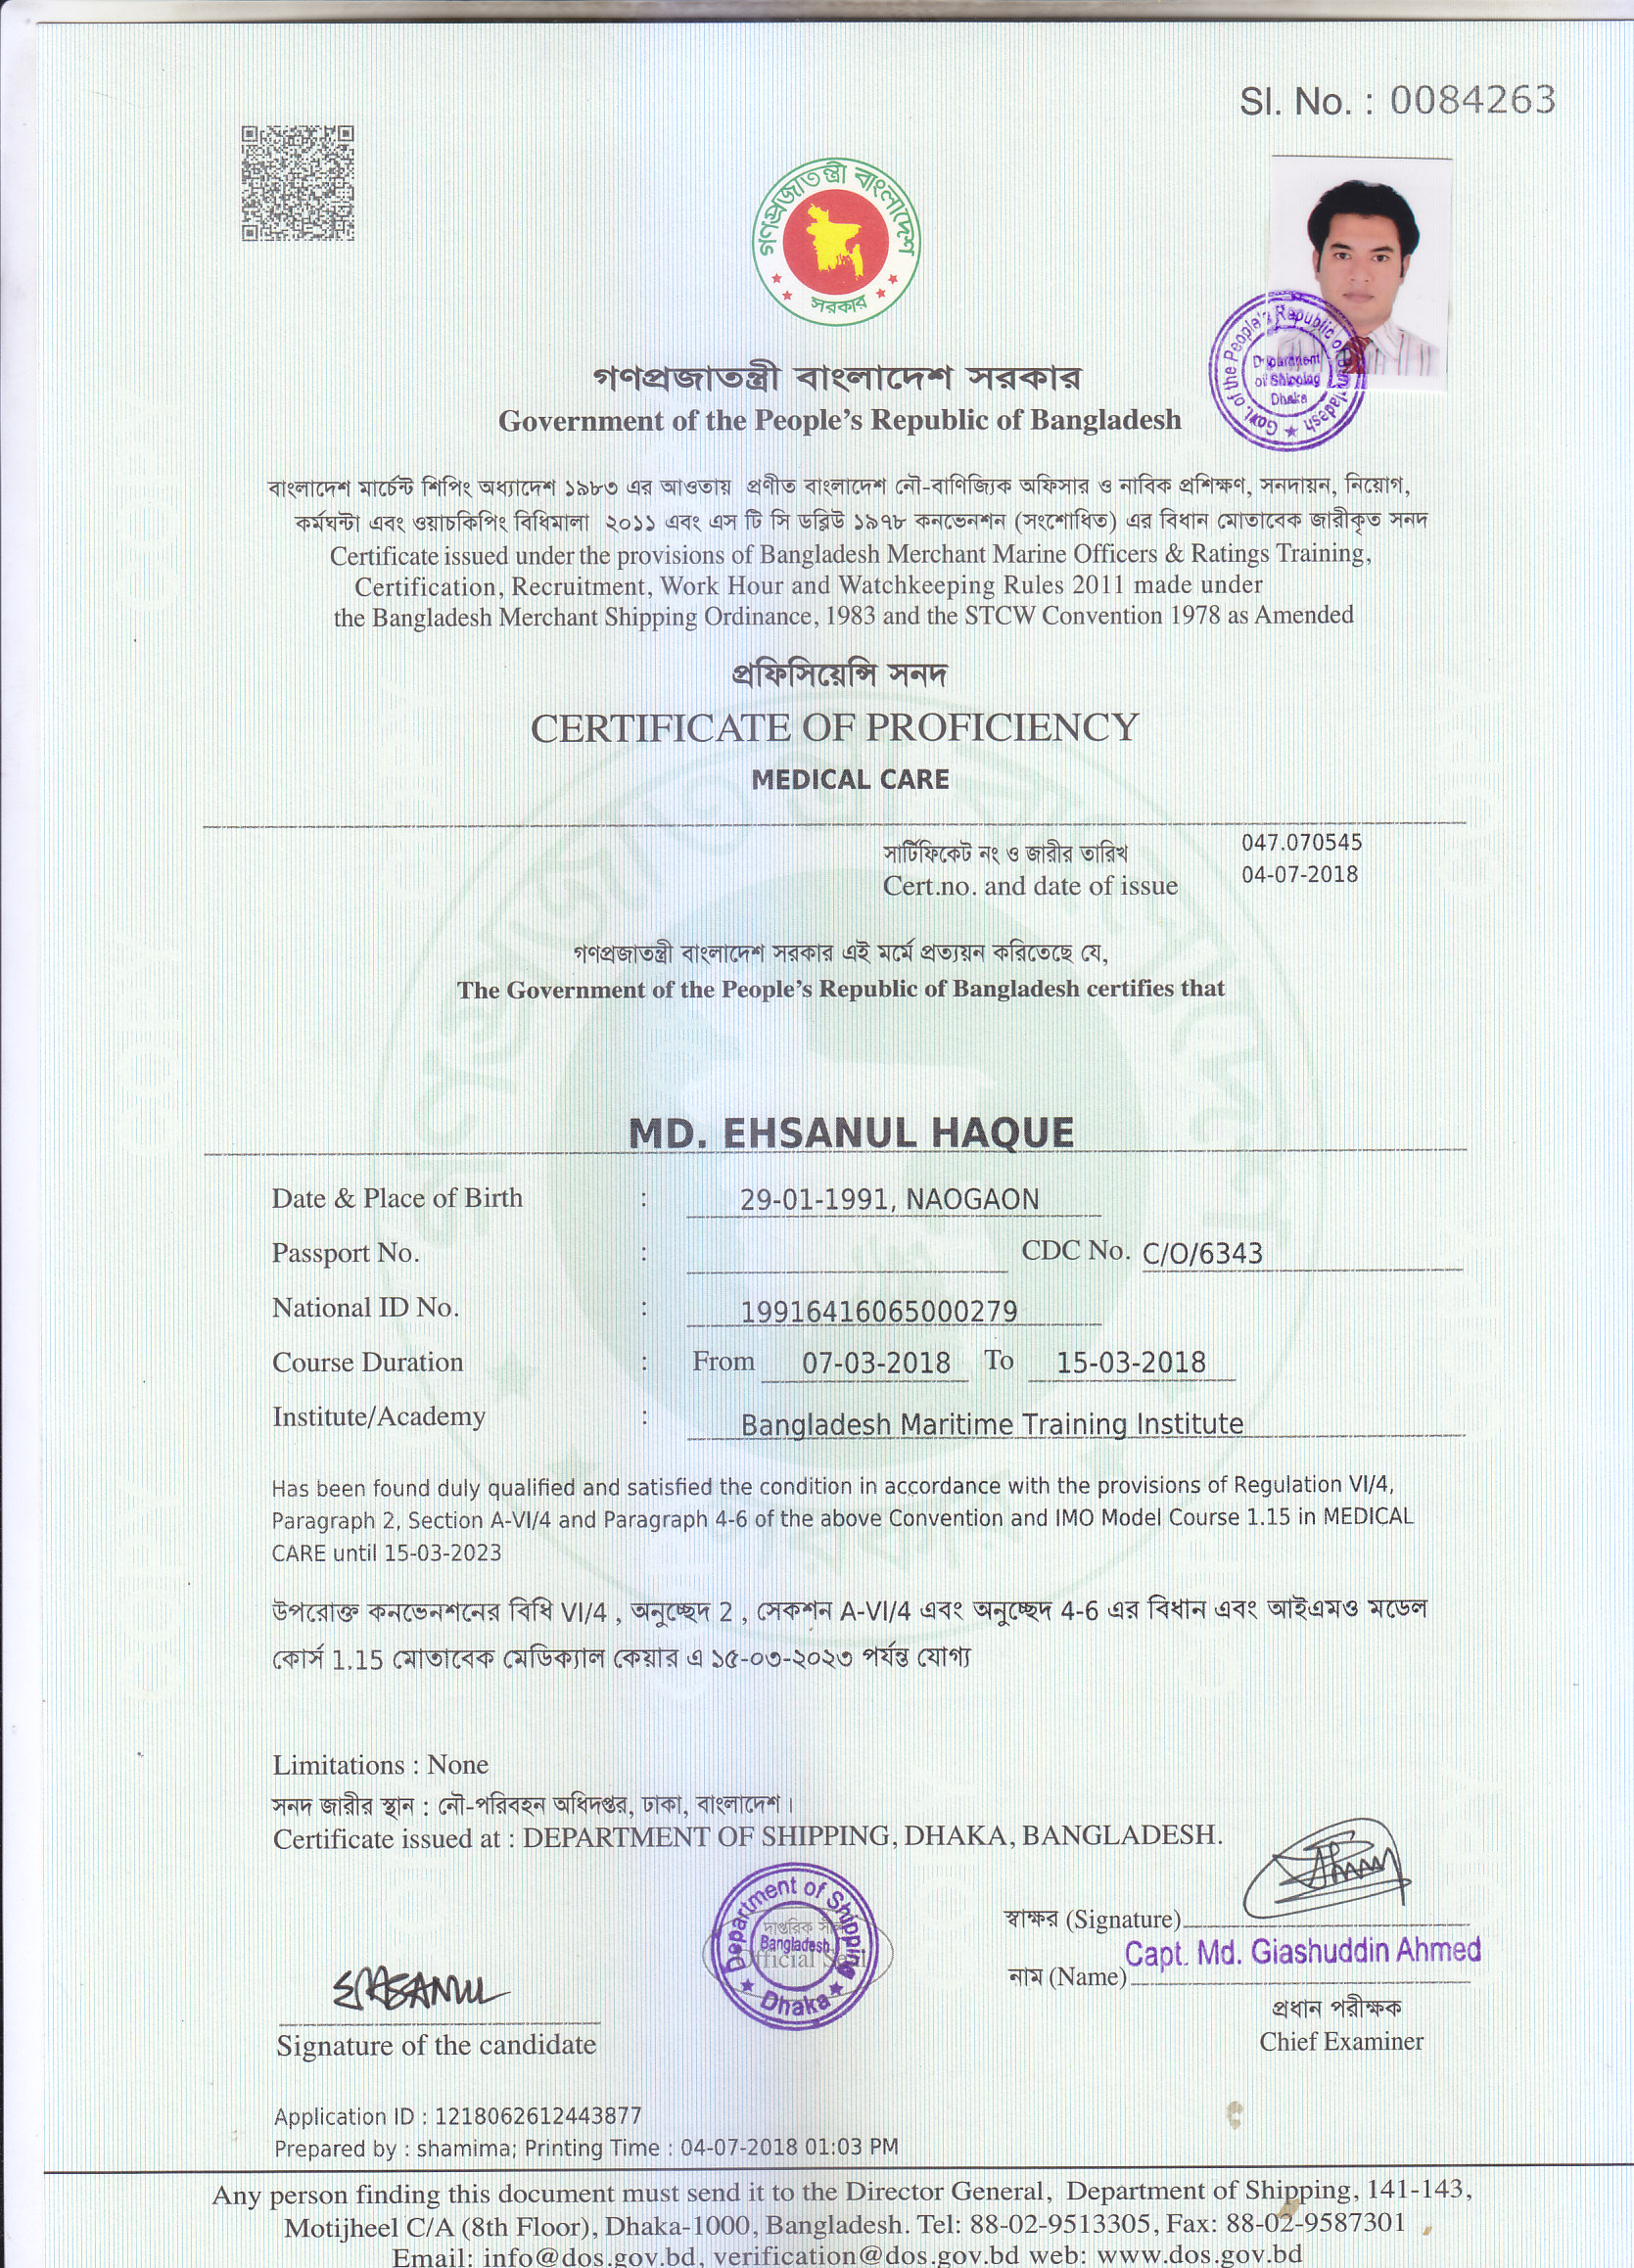 Sl. No. : 0084263
গণপ্রজাতন্ত্রী বাংলাদেশ
সরকার
গণপ্রজাতন্ত্রী বাংলাদেশ সরকার
Government of the People's Republic of Bangladesh
Govt. of the People's Republic of Bangladesh
Department
of Shipping
Dhaka
বাংলাদেশ মার্চেন্ট শিপিং অধ্যাদেশ ১৯৮৩ এর আওতায় প্রণীত বাংলাদেশ নৌ-বাণিজ্যিক অফিসার ও নাবিক প্রশিক্ষণ, সনদায়ন, নিয়োগ,
কর্মঘন্টা এবং ওয়াচকিপিং বিধিমালা ২০১১ এবং এস টি সি ডব্লিউ ১৯৭৮ কনভেনশন (সংশোধিত) এর বিধান মোতাবেক জারীকৃত সনদ
Certificate issued under the provisions of Bangladesh Merchant Marine Officers & Ratings Training,
Certification, Recruitment, Work Hour and Watchkeeping Rules 2011 made under
the Bangladesh Merchant Shipping Ordinance, 1983 and the STCW Convention 1978 as Amended
প্রফিসিয়েন্সি সনদ
CERTIFICATE OF PROFICIENCY
MEDICAL CARE
সার্টিফিকেট নং ও জারীর তারিখ 047.070545
Cert.no. and date of issue 04-07-2018
গণপ্রজাতন্ত্রী বাংলাদেশ সরকার এই মর্মে প্রত্যয়ন করিতেছে যে,
The Government of the People's Republic of Bangladesh certifies that
MD. EHSANUL HAQUE
Date & Place of Birth : 29-01-1991, NAOGAON
Passport No. : CDC No. C/O/6343
National ID No. : 19916416065000279
Course Duration : From 07-03-2018 To 15-03-2018
Institute/Academy : Bangladesh Maritime Training Institute
Has been found duly qualified and satisfied the condition in accordance with the provisions of Regulation VI/4,
Paragraph 2, Section A-VI/4 and Paragraph 4-6 of the above Convention and IMO Model Course 1.15 in MEDICAL
CARE until 15-03-2023
উপরোক্ত কনভেনশনের বিধি VI/4 , অনুচ্ছেদ 2 , সেকশন A-VI/4 এবং অনুচ্ছেদ 4-6 এর বিধান এবং আইএমও মডেল
কোর্স 1.15 মোতাবেক মেডিক্যাল কেয়ার এ ১৫-০৩-২০২৩ পর্যন্ত যোগ্য
Limitations : None
সনদ জারীর স্থান : নৌ-পরিবহন অধিদপ্তর, ঢাকা, বাংলাদেশ।
Certificate issued at : DEPARTMENT OF SHIPPING, DHAKA, BANGLADESH.
Department of Shipping
দাপ্তরিক সীল
Bangladesh
Official Seal
Dhaka
স্বাক্ষর (Signature)
Capt. Md. Giashuddin Ahmed
নাম (Name)
প্রধান পরীক্ষক
Chief Examiner
EHSANUL
Signature of the candidate
Application ID : 1218062612443877
Prepared by : shamima; Printing Time : 04-07-2018 01:03 PM
Any person finding this document must send it to the Director General, Department of Shipping, 141-143,
Motijheel C/A (8th Floor), Dhaka-1000, Bangladesh. Tel: 88-02-9513305, Fax: 88-02-9587301
Email: info@dos.gov.bd, verification@dos.gov.bd web: www.dos.gov.bd